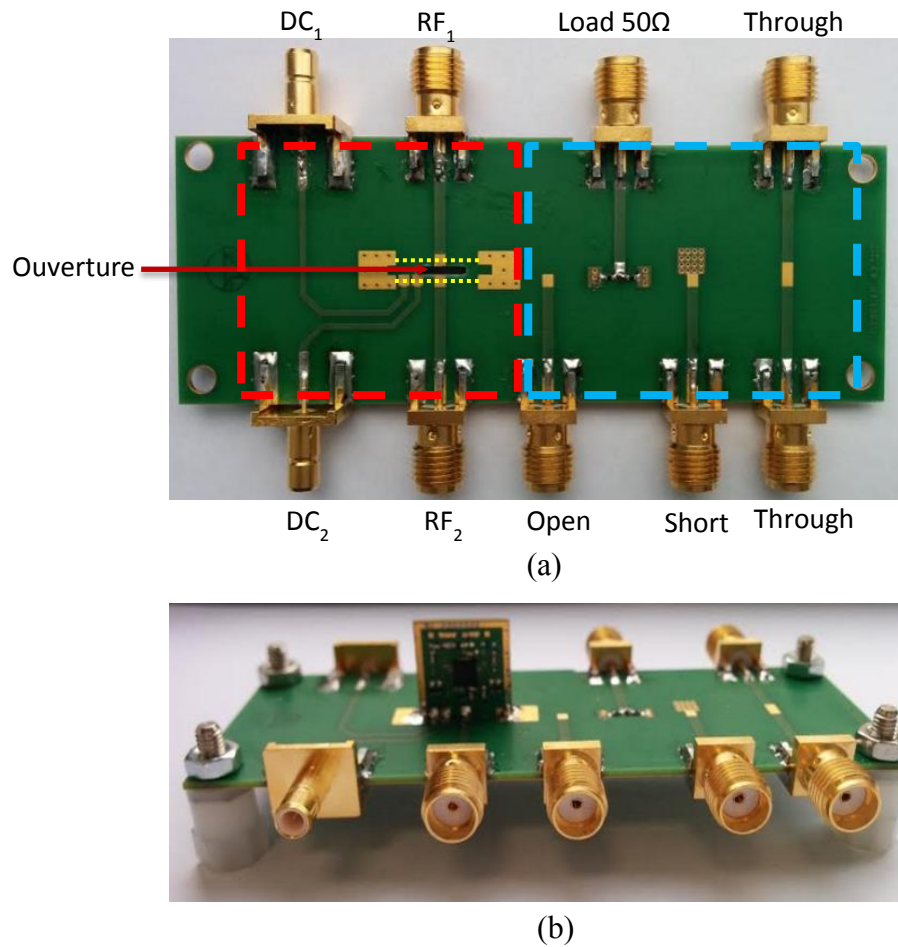 DC1 RF1 Load 50Ω Through
Ouverture
DC2 RF2 Open Short Through
(a)
(b)